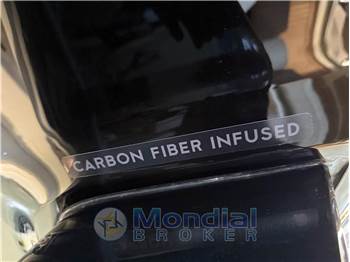 CARBON FIBER INFUSED
Mondial
BROKER